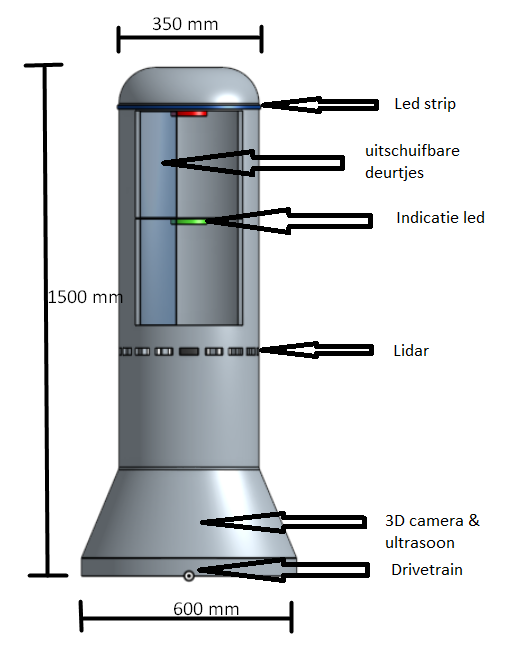 350 mm
Led strip
uitschuifbare
deurtjes
Indicatie led
1500 mm
Lidar
3D camera &
ultrasoon
Drivetrain
600 mm